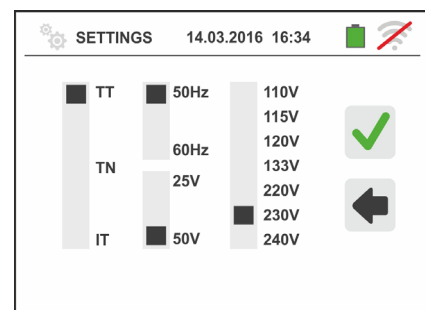 SETTINGS 14.03.2016 16:34
TT 50Hz 110V
115V
60Hz 120V
TN 133V
25V 220V
230V
IT 50V 240V